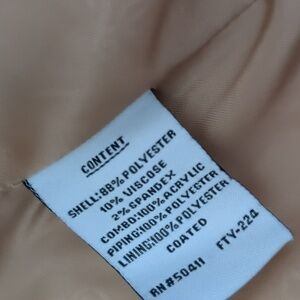 CONTENT
SHELL:88% POLYESTER
10% VISCOSE
2% SPANDEX
COMBO:100% ACRYLIC
PIPING:100% POLYESTER
LINING:100% POLYESTER
COATED
FTY-224
RN#50411